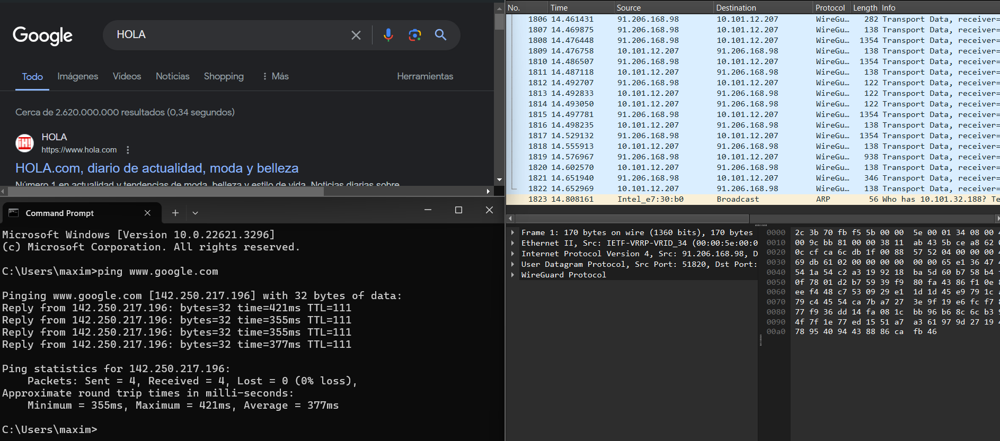 Google
HOLA
Todo Imágenes Vídeos Noticias Shopping Más Herramientas
Cerca de 2.620.000.000 resultados (0,34 segundos)
¡H!
HOLA
https://www.hola.com
HOLA.com, diario de actualidad, moda y belleza
Número 1 en actualidad y tendencias de moda, belleza y estilo de vida. Noticias diarias sobre
Command Prompt
Microsoft Windows [Version 10.0.22621.3296]
(c) Microsoft Corporation. All rights reserved.
C:\Users\maxim>ping www.google.com
Pinging www.google.com [142.250.217.196] with 32 bytes of data:
Reply from 142.250.217.196: bytes=32 time=421ms TTL=111
Reply from 142.250.217.196: bytes=32 time=355ms TTL=111
Reply from 142.250.217.196: bytes=32 time=355ms TTL=111
Reply from 142.250.217.196: bytes=32 time=377ms TTL=111
Ping statistics for 142.250.217.196:
Packets: Sent = 4, Received = 4, Lost = 0 (0% loss),
Approximate round trip times in milli-seconds:
Minimum = 355ms, Maximum = 421ms, Average = 377ms
C:\Users\maxim>
No. Time Source Destination Protocol Length Info
1806 14.461431 91.206.168.98 10.101.12.207 WireGu… 282 Transport Data, receiver=
1807 14.469875 91.206.168.98 10.101.12.207 WireGu… 138 Transport Data, receiver=
1808 14.476448 91.206.168.98 10.101.12.207 WireGu… 1354 Transport Data, receiver=
1809 14.476758 10.101.12.207 91.206.168.98 WireGu… 138 Transport Data, receiver=
1810 14.486507 91.206.168.98 10.101.12.207 WireGu… 1354 Transport Data, receiver=
1811 14.487118 10.101.12.207 91.206.168.98 WireGu… 138 Transport Data, receiver=
1812 14.492707 91.206.168.98 10.101.12.207 WireGu… 122 Transport Data, receiver=
1813 14.492833 10.101.12.207 91.206.168.98 WireGu… 122 Transport Data, receiver=
1814 14.493050 10.101.12.207 91.206.168.98 WireGu… 122 Transport Data, receiver=
1815 14.497781 91.206.168.98 10.101.12.207 WireGu… 1354 Transport Data, receiver=
1816 14.498235 10.101.12.207 91.206.168.98 WireGu… 138 Transport Data, receiver=
1817 14.529132 91.206.168.98 10.101.12.207 WireGu… 1354 Transport Data, receiver=
1818 14.555913 10.101.12.207 91.206.168.98 WireGu… 138 Transport Data, receiver=
1819 14.576967 91.206.168.98 10.101.12.207 WireGu… 938 Transport Data, receiver=
1820 14.602570 10.101.12.207 91.206.168.98 WireGu… 138 Transport Data, receiver=
1821 14.651940 91.206.168.98 10.101.12.207 WireGu… 346 Transport Data, receiver=
1822 14.652969 10.101.12.207 91.206.168.98 WireGu… 138 Transport Data, receiver=
1823 14.808161 Intel_e7:30:b0 Broadcast ARP 56 Who has 10.101.32.188? Te
Frame 1: 170 bytes on wire (1360 bits), 170 bytes
Ethernet II, Src: IETF-VRRP-VRID_34 (00:00:5e:00:0
Internet Protocol Version 4, Src: 91.206.168.98, D
User Datagram Protocol, Src Port: 51820, Dst Port:
WireGuard Protocol
0000 2c 3b 70 fb f5 5b 00 00 5e 00 01 34 08 00
0010 00 9c bb 81 00 00 38 11 ab 43 5b ce a8 62
0020 0c cf ca 6c db 1f 00 88 57 52 04 00 00 00
0030 69 db 61 02 00 00 00 00 00 00 65 e1 36 47
0040 54 1a 54 c2 a3 19 92 18 ba 5d 60 b7 58 b4
0050 0f 78 01 d2 b7 59 39 f9 80 fa 43 86 f1 0e
0060 ee f4 48 c7 53 09 29 e1 1d 1d 45 e9 79 1c
0070 79 c4 45 54 ca 7b a7 27 3e 9f 19 e6 fc f7
0080 77 f9 36 dd 14 fa 08 1c bb 96 b6 8c 6c b3
0090 4f 7f 1e 77 ed 15 51 a7 a3 61 97 9d 27 19
00a0 78 95 40 94 43 88 86 ca fb 46